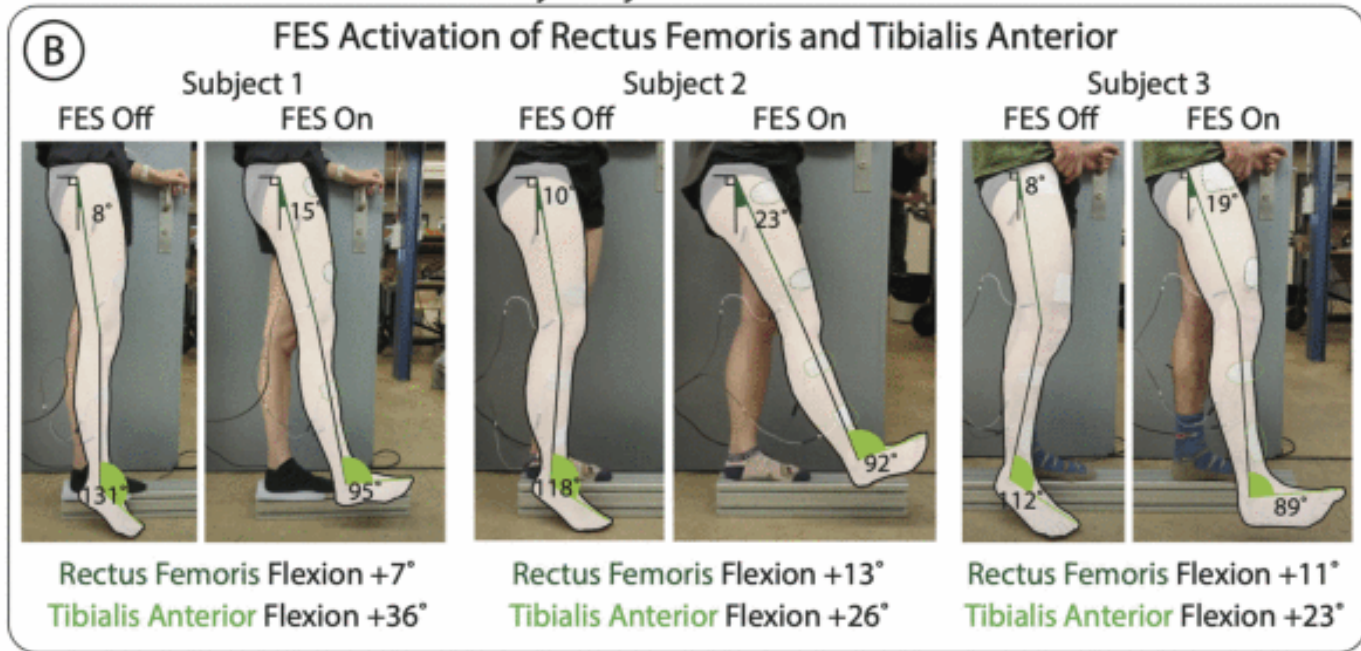 B
FES Activation of Rectus Femoris and Tibialis Anterior
Subject 1
FES Off FES On
8°
15°
131°
95°
Rectus Femoris Flexion +7°
Tibialis Anterior Flexion +36°
Subject 2
FES Off FES On
10°
23°
118°
92°
Rectus Femoris Flexion +13°
Tibialis Anterior Flexion +26°
Subject 3
FES Off FES On
8°
19°
112°
89°
Rectus Femoris Flexion +11°
Tibialis Anterior Flexion +23°